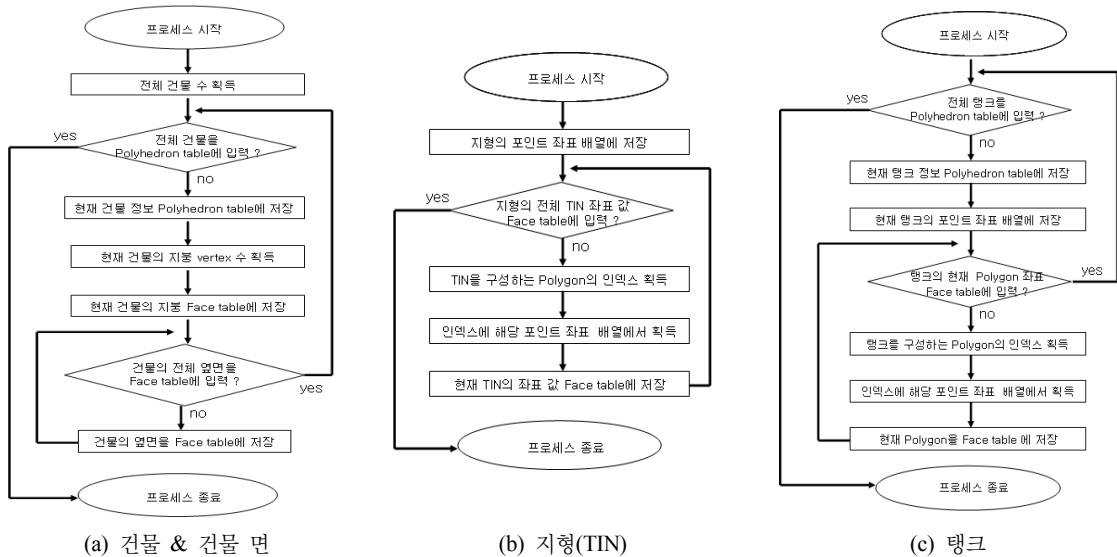 프로세스 시작
전체 건물 수 획득
yes
전체 건물을
Polyhedron table에 입력 ?
no
현재 건물 정보 Polyhedron table에 저장
현재 건물의 지붕 vertex 수 획득
현재 건물의 지붕 Face table에 저장
건물의 전체 옆면을
Face table에 입력 ?
yes
no
건물의 옆면을 Face table에 저장
프로세스 종료
(a) 건물 & 건물 면
프로세스 시작
지형의 포인트 좌표 배열에 저장
yes
지형의 전체 TIN 좌표 값
Face table에 입력 ?
no
TIN을 구성하는 Polygon의 인덱스 획득
인덱스에 해당 포인트 좌표 배열에서 획득
현재 TIN의 좌표 값 Face table에 저장
프로세스 종료
(b) 지형(TIN)
프로세스 시작
yes
전체 탱크를
Polyhedron table에 입력 ?
no
현재 탱크 정보 Polyhedron table에 저장
현재 탱크의 포인트 좌표 배열에 저장
탱크의 현재 Polygon 좌표
Face table에 입력 ?
yes
no
탱크를 구성하는 Polygon의 인덱스 획득
인덱스에 해당 포인트 좌표 배열에서 획득
현재 Polygon을 Face table 에 저장
프로세스 종료
(c) 탱크